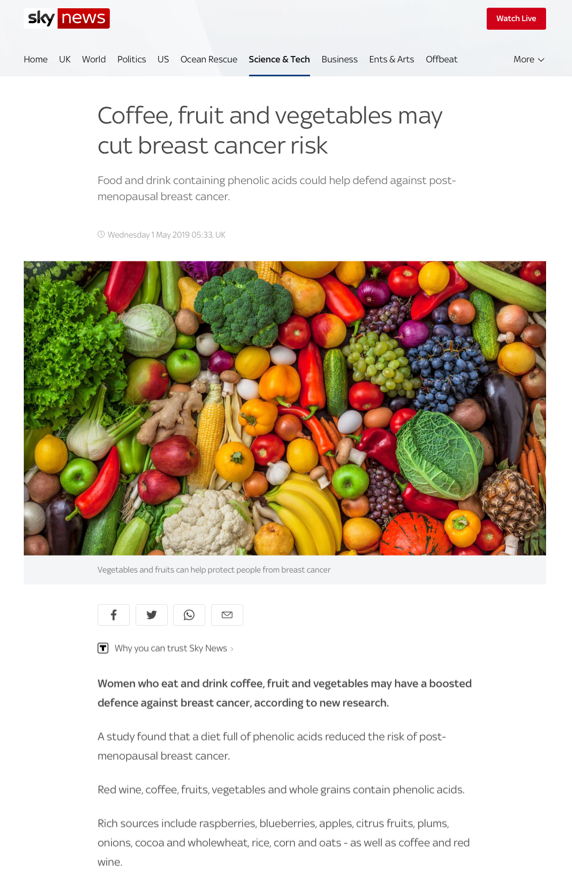 sky news
Watch Live
Home UK World Politics US Ocean Rescue Science & Tech Business Ents & Arts Offbeat More
Coffee, fruit and vegetables may
cut breast cancer risk
Food and drink containing phenolic acids could help defend against post-
menopausal breast cancer.
Wednesday 1 May 2019 05:33, UK
Vegetables and fruits can help protect people from breast cancer
Why you can trust Sky News
Women who eat and drink coffee, fruit and vegetables may have a boosted
defence against breast cancer, according to new research.
A study found that a diet full of phenolic acids reduced the risk of post-
menopausal breast cancer.
Red wine, coffee, fruits, vegetables and whole grains contain phenolic acids.
Rich sources include raspberries, blueberries, apples, citrus fruits, plums,
onions, cocoa and wholewheat, rice, corn and oats - as well as coffee and red
wine.